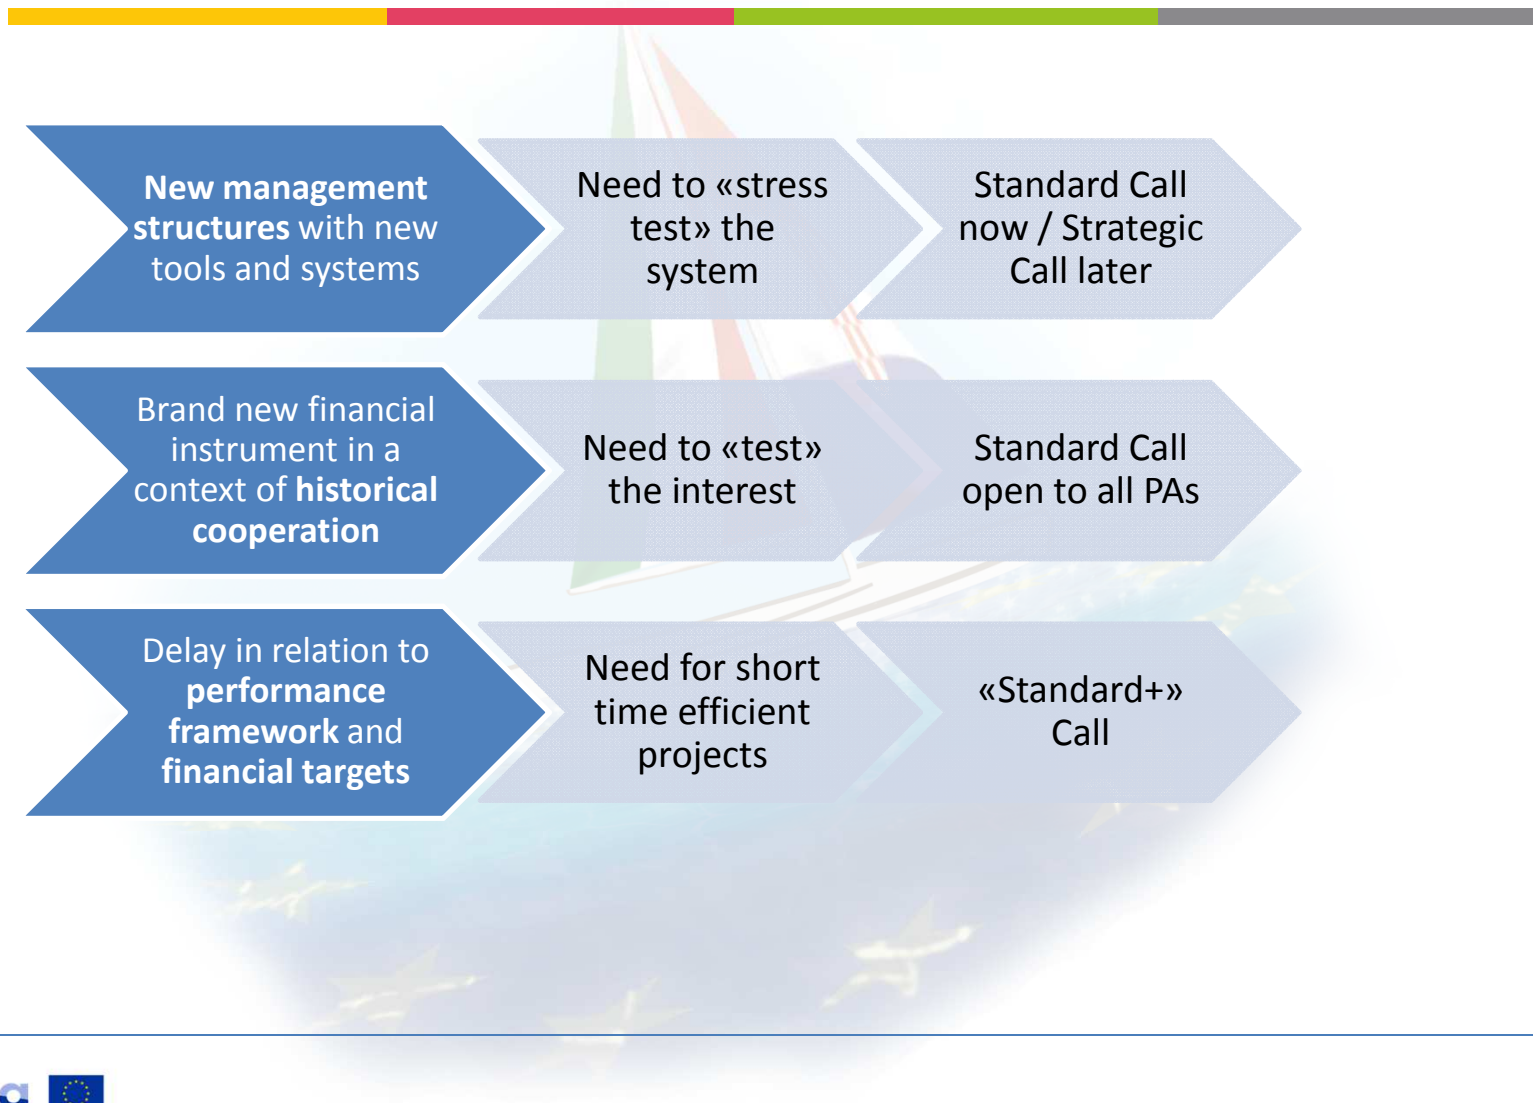 New management
structures with new
tools and systems
Need to «stress
test» the
system
Standard Call
now / Strategic
Call later
Brand new financial
instrument in a
context of historical
cooperation
Need to «test»
the interest
Standard Call
open to all PAs
Delay in relation to
performance
framework and
financial targets
Need for short
time efficient
projects
«Standard+»
Call